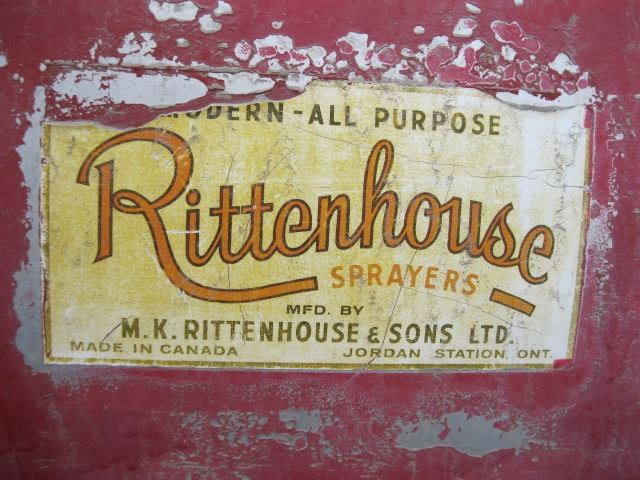 MODERN - ALL PURPOSE
Rittenhouse
SPRAYERS
MFD. BY
M.K. RITTENHOUSE & SONS LTD.
MADE IN CANADA JORDAN STATION, ONT.